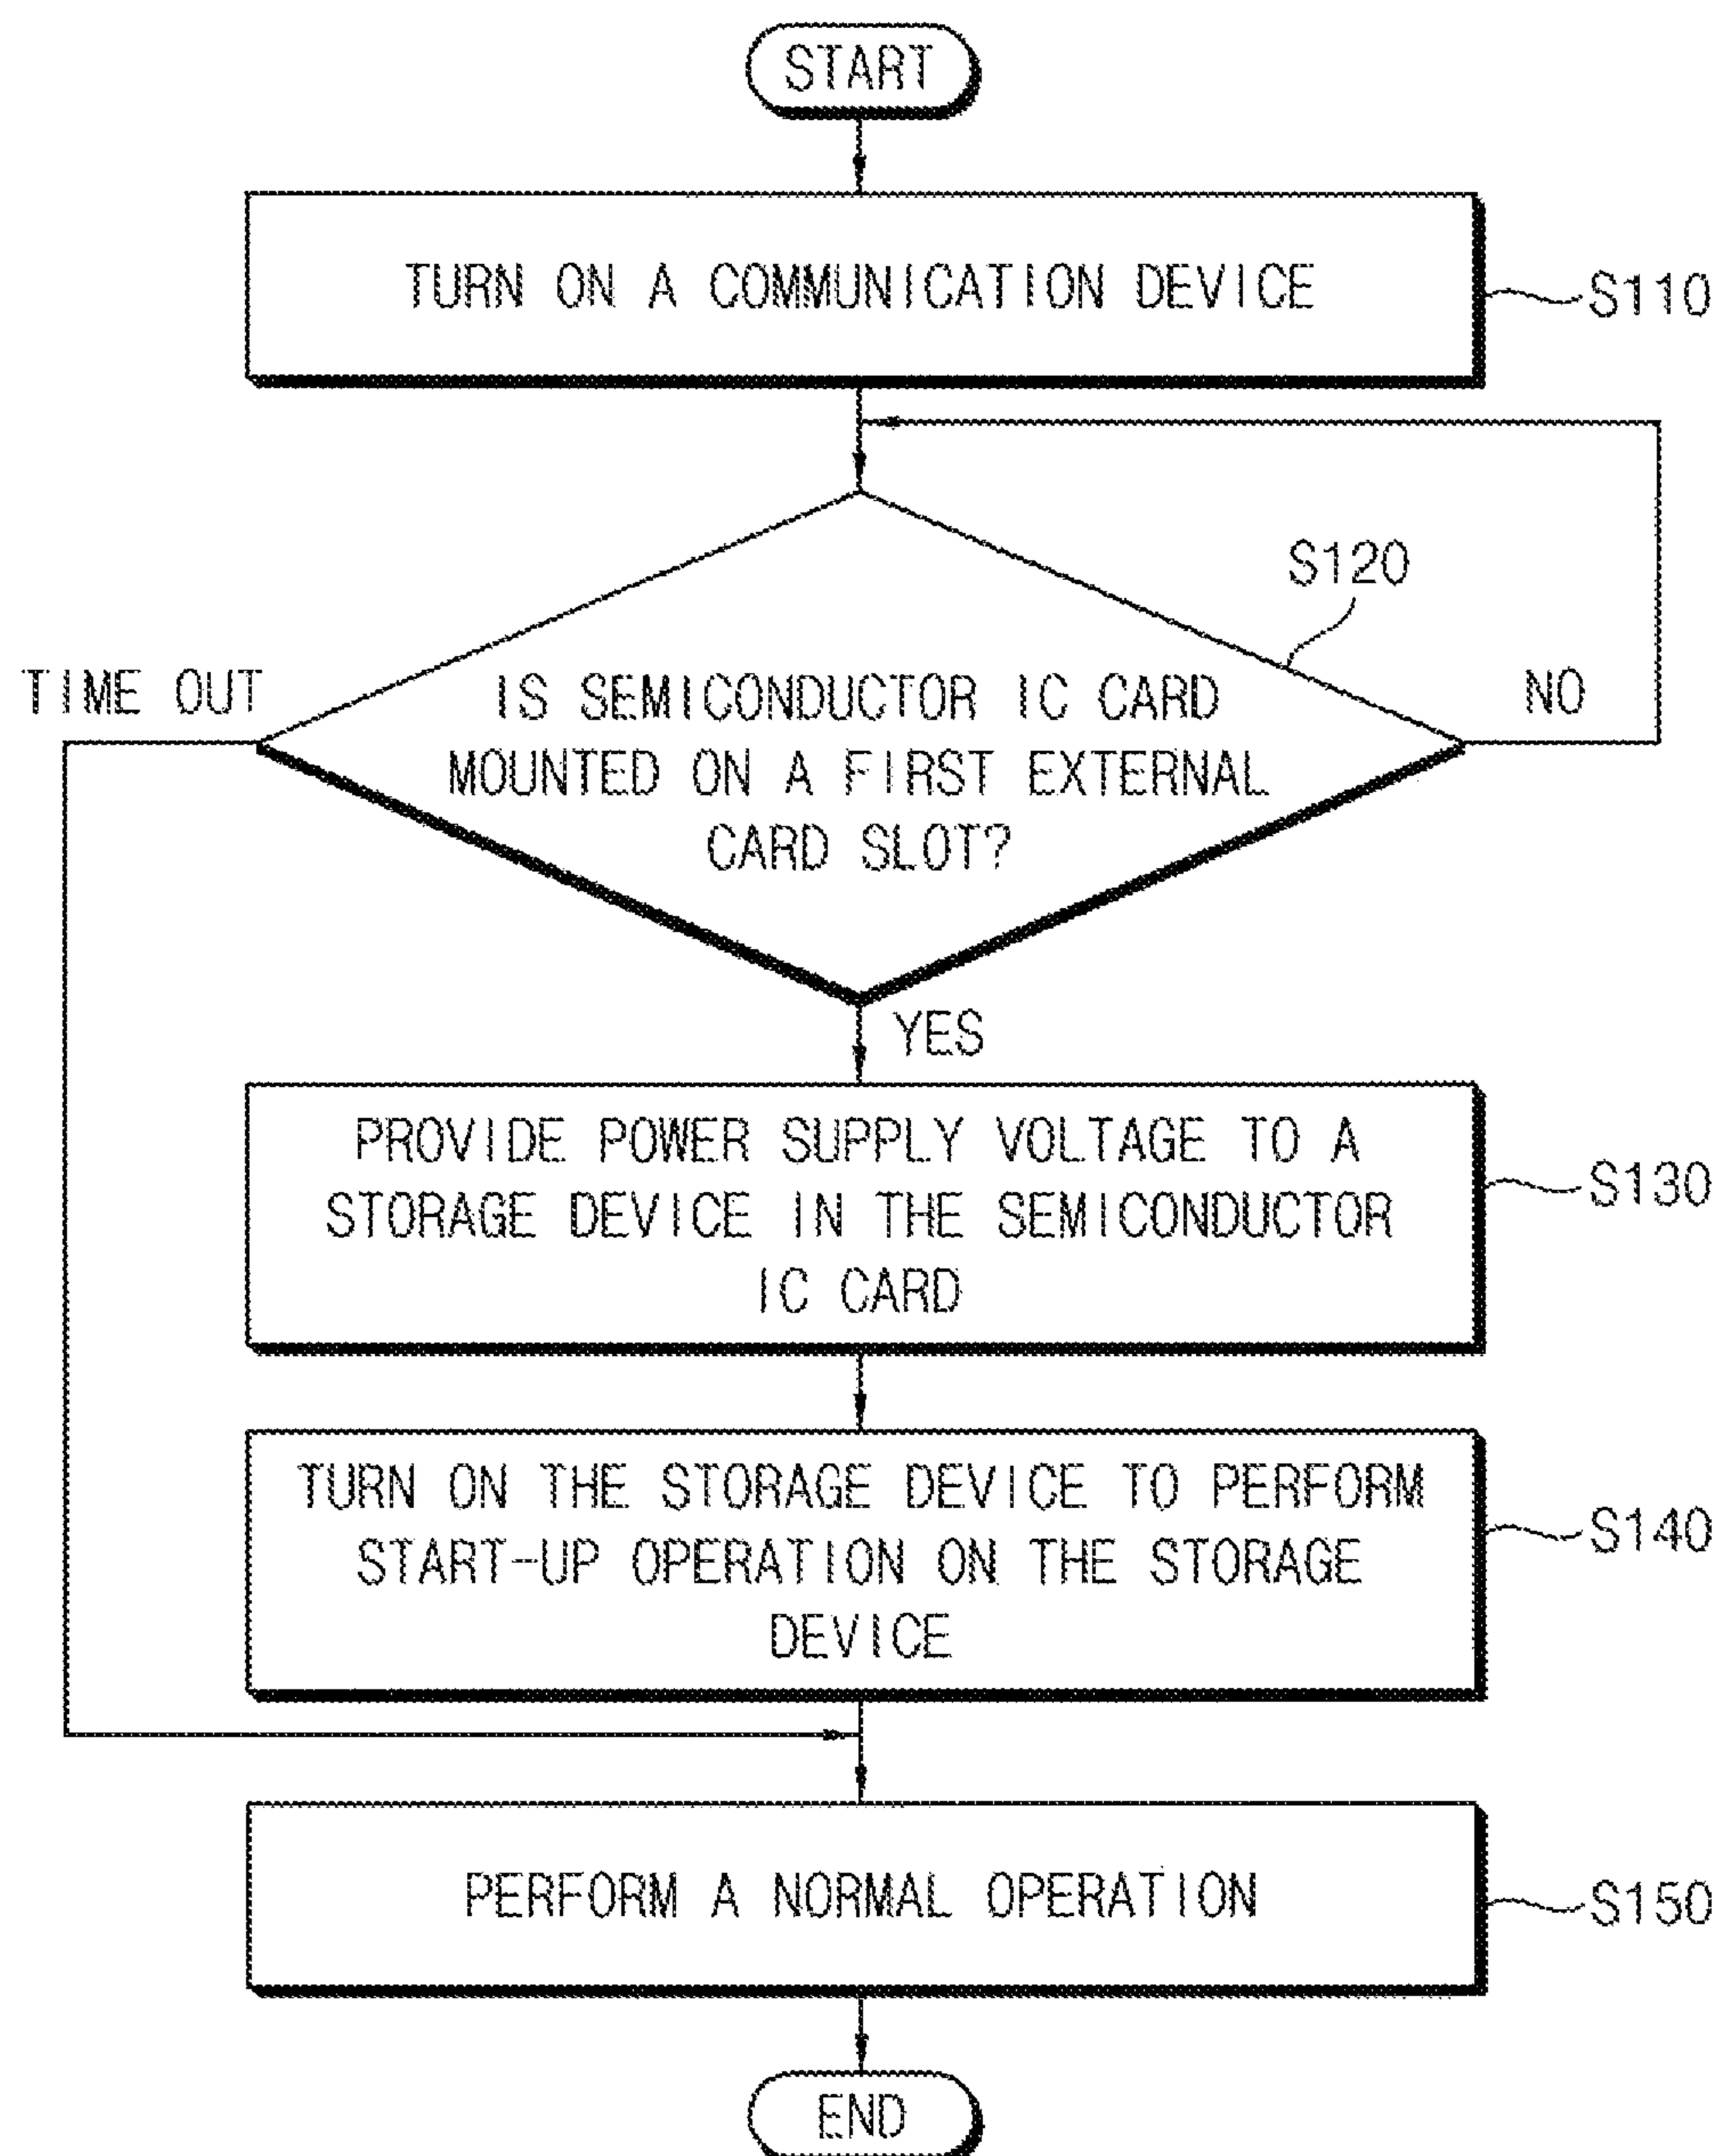 START
TURN ON A COMMUNICATION DEVICE
S110
S120
TIME OUT
NO
IS SEMICONDUCTOR IC CARD
MOUNTED ON A FIRST EXTERNAL
CARD SLOT?
YES
PROVIDE POWER SUPPLY VOLTAGE TO A
STORAGE DEVICE IN THE SEMICONDUCTOR
IC CARD
S130
TURN ON THE STORAGE DEVICE TO PERFORM
START-UP OPERATION ON THE STORAGE
DEVICE
S140
PERFORM A NORMAL OPERATION
S150
END